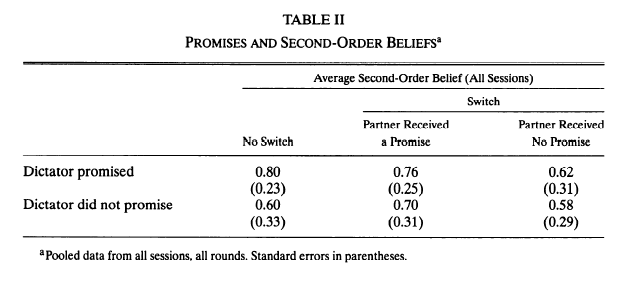 TABLE II
PROMISES AND SECOND-ORDER BELIEFSa
Average Second-Order Belief (All Sessions)
Switch
Partner Received Partner Received
No Switch a Promise No Promise
Dictator promised 0.80 0.76 0.62
(0.23) (0.25) (0.31)
Dictator did not promise 0.60 0.70 0.58
(0.33) (0.31) (0.29)
aPooled data from all sessions, all rounds. Standard errors in parentheses.